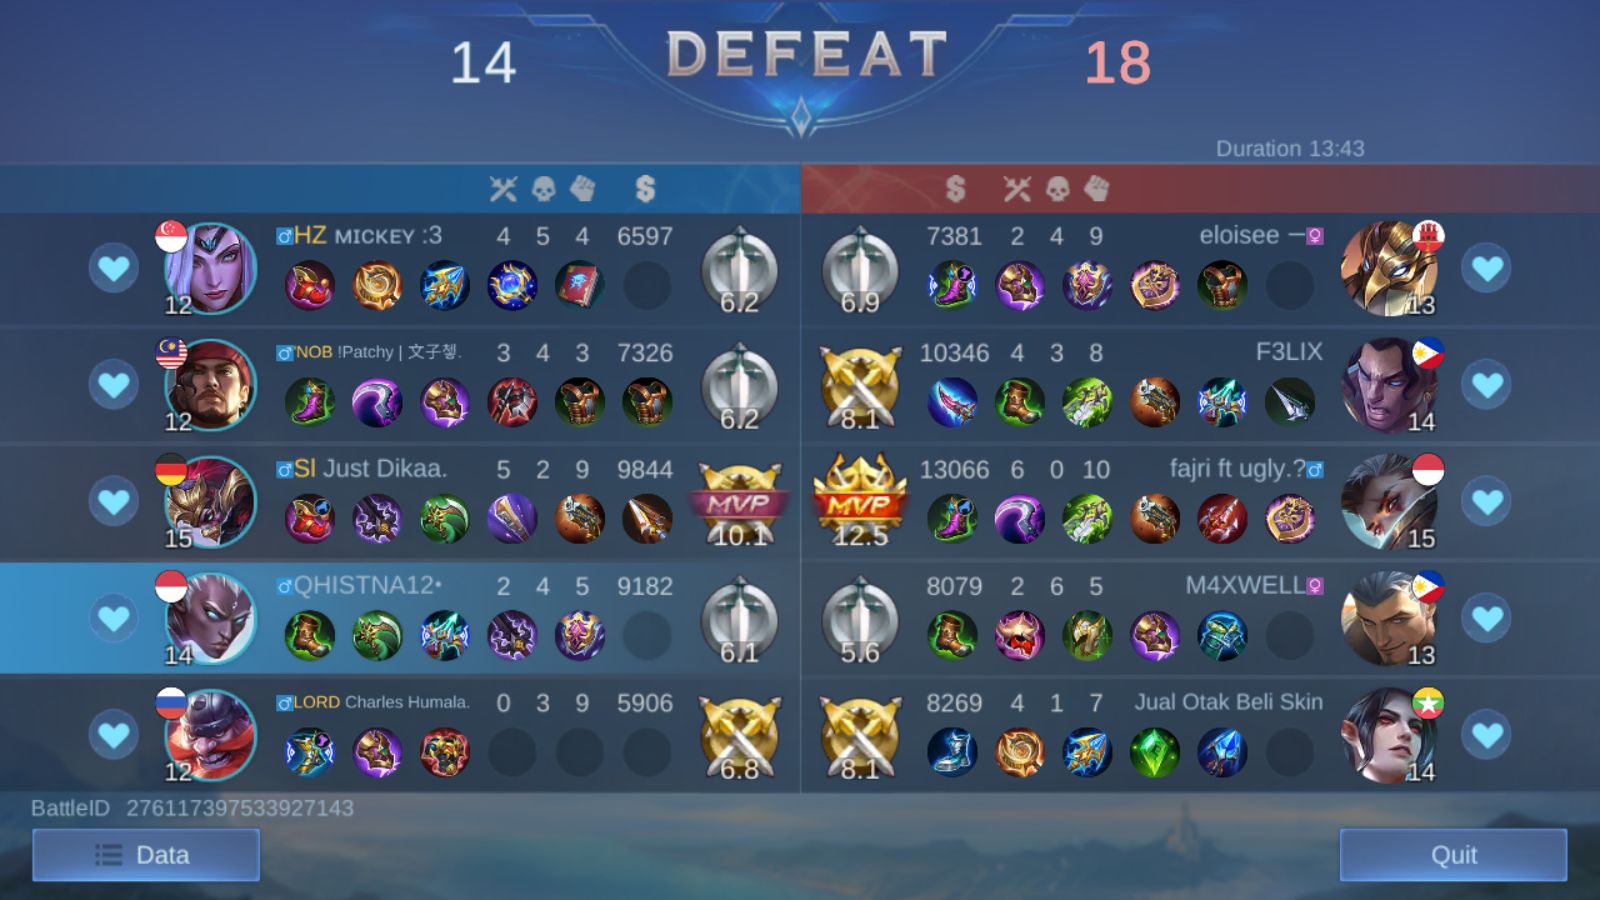 14 DEFEAT 18
Duration 13:43
HZ MICKEY :3 4 5 4 6597
12 6.2
7381 2 4 9 eloisee 一
6.9 13
NOB !Patchy | 文子쳏. 3 4 3 7326
12 6.2
10346 4 3 8 F3LIX
8.1 14
SI Just Dikaa. 5 2 9 9844
MVP
15 10.1
13066 6 0 10 fajri ft ugly.?
MVP
12.5 15
QHISTNA12• 2 4 5 9182
14 6.1
8079 2 6 5 M4XWELL
5.6 13
LORD Charles Humala. 0 3 9 5906
12 6.8
8269 4 1 7 Jual Otak Beli Skin
8.1 14
BattleID 276117397533927143
Data
Quit